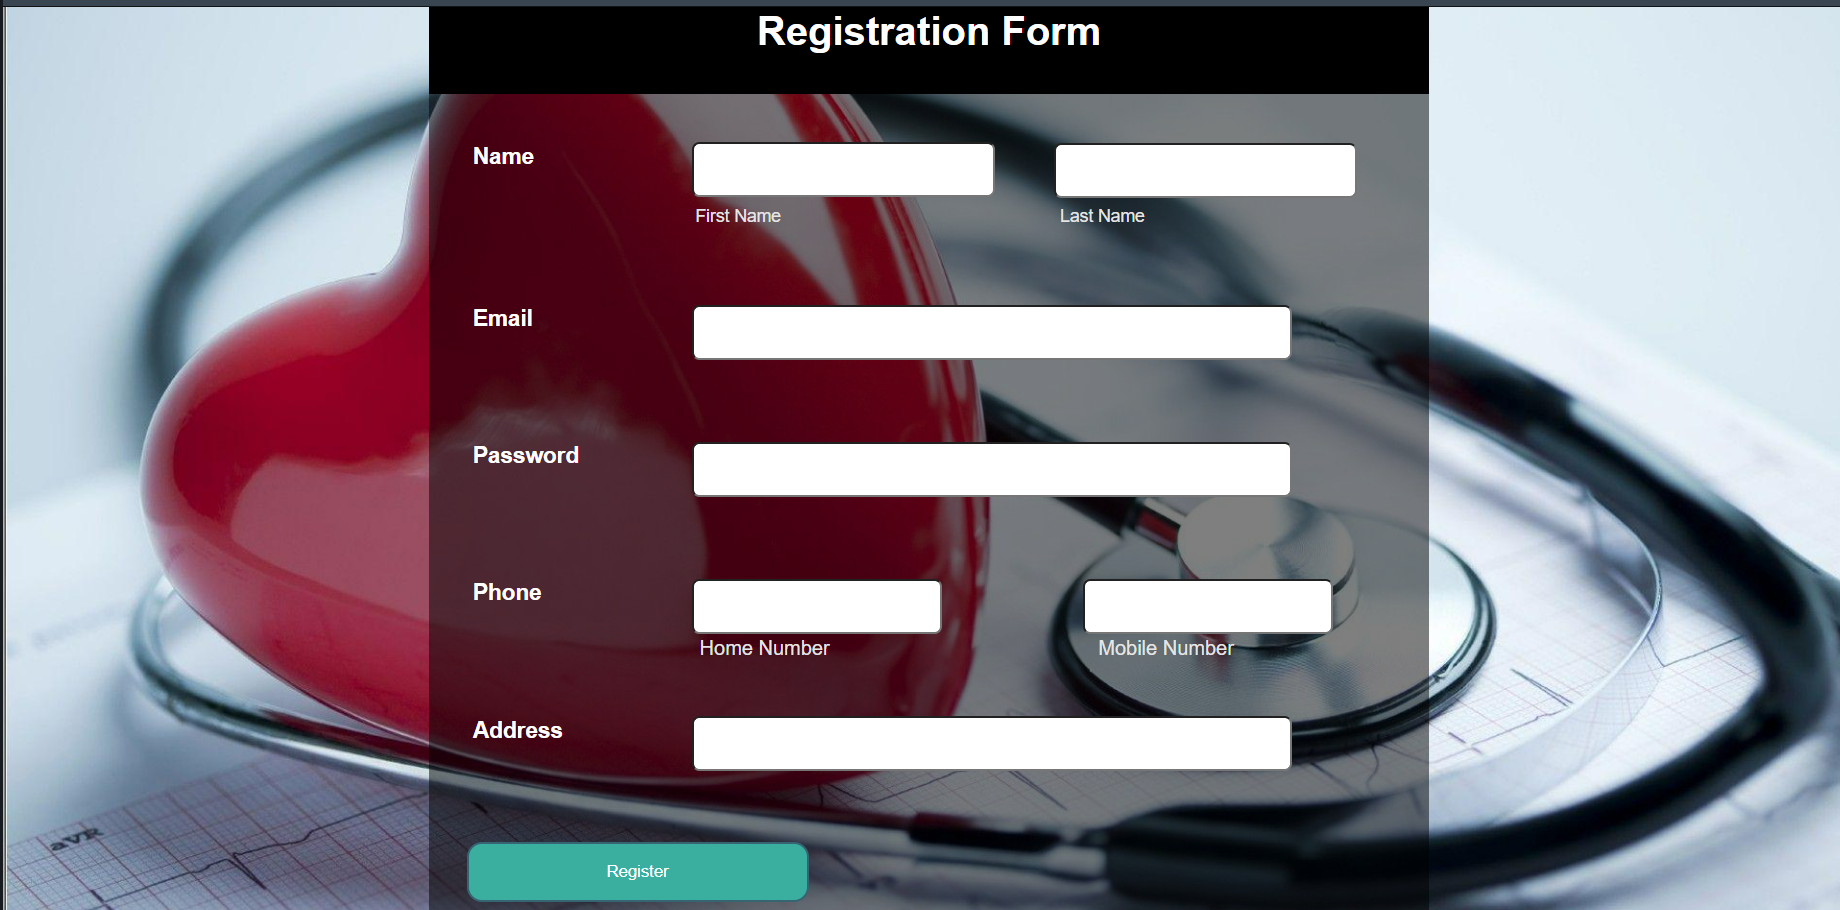 Registration Form
Name
First Name
Last Name
Email
Password
Phone
Home Number
Mobile Number
Address
aVR
Register